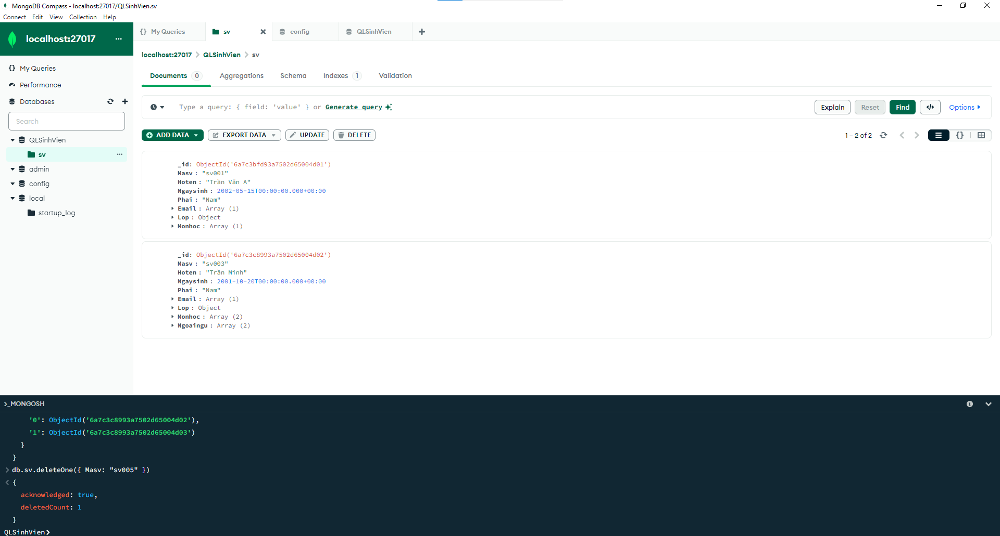 MongoDB Compass - localhost:27017/QLSinhVien.sv
Connect Edit View Collection Help
localhost:27017 ...
My Queries
Performance
Databases
Search
QLSinhVien
sv ...
admin
config
local
startup_log
{} My Queries
sv
config
QLSinhVien
localhost:27017 > QLSinhVien > sv
Documents 0 Aggregations Schema Indexes 1 Validation
Type a query: { field: 'value' } or Generate query
Explain Reset Find </> Options
ADD DATA EXPORT DATA UPDATE DELETE
1 – 2 of 2 {}
_id: ObjectId('6a7c3bfd93a7502d65004d01')
Masv : "sv001"
Hoten : "Trần Văn A"
Ngaysinh : 2002-05-15T00:00:00.000+00:00
Phai : "Nam"
Email : Array (1)
Lop : Object
Monhoc : Array (1)
_id: ObjectId('6a7c3c8993a7502d65004d02')
Masv : "sv003"
Hoten : "Trần Minh"
Ngaysinh : 2001-10-20T00:00:00.000+00:00
Phai : "Nam"
Email : Array (1)
Lop : Object
Monhoc : Array (2)
Ngoaingu : Array (2)
>_MONGOSH
'0': ObjectId('6a7c3c8993a7502d65004d02'),
'1': ObjectId('6a7c3c8993a7502d65004d03')
}
}
> db.sv.deleteOne({ Masv: "sv005" })
< {
acknowledged: true,
deletedCount: 1
}
QLSinhVien>